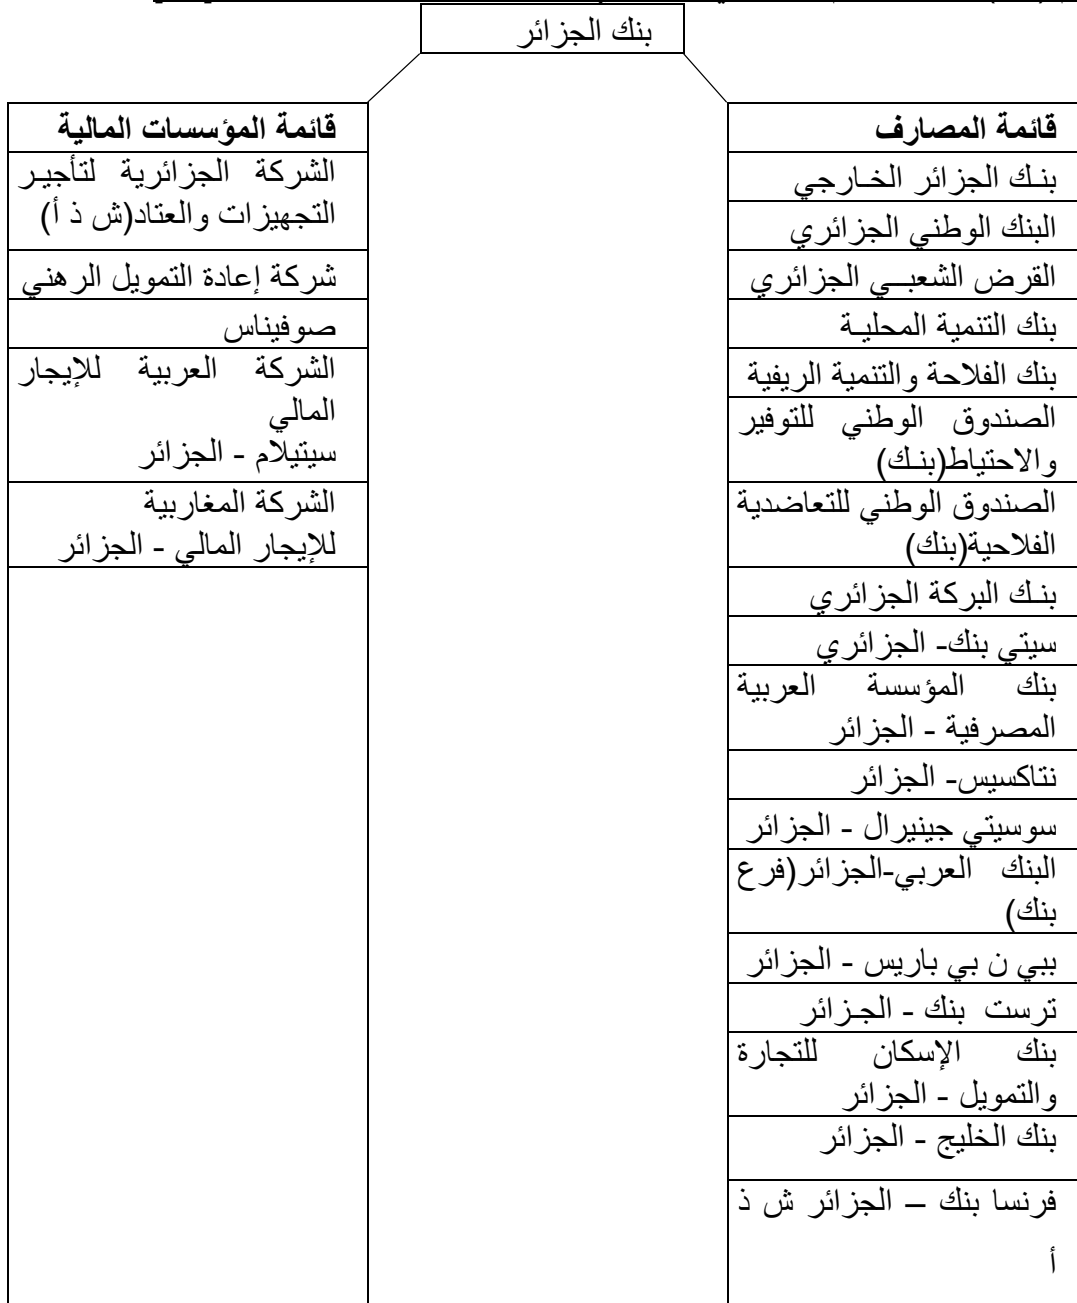 بنك الجزائر
قائمة المصارف
بنك الجزائر الخارجي
البنك الوطني الجزائري
القرض الشعبي الجزائري
بنك التنمية المحلية
بنك الفلاحة والتنمية الريفية
الصندوق الوطني للتوفير
والاحتياط(بنك)
الصندوق الوطني للتعاضدية
الفلاحية(بنك)
بنك البركة الجزائري
سيتي بنك- الجزائري
بنك المؤسسة العربية
المصرفية - الجزائر
نتاكسيس- الجزائر
سوسيتي جينيرال - الجزائر
البنك العربي-الجزائر(فرع
بنك)
ببي ن بي باريس - الجزائر
ترست بنك - الجزائر
بنك الإسكان للتجارة
والتمويل - الجزائر
بنك الخليج - الجزائر
فرنسا بنك – الجزائر ش ذ
أ
قائمة المؤسسات المالية
الشركة الجزائرية لتأجير
التجهيزات والعتاد(ش ذ أ)
شركة إعادة التمويل الرهني
صوفيناس
الشركة العربية للإيجار
المالي
سيتيلام - الجزائر
الشركة المغاربية
للإيجار المالي - الجزائر